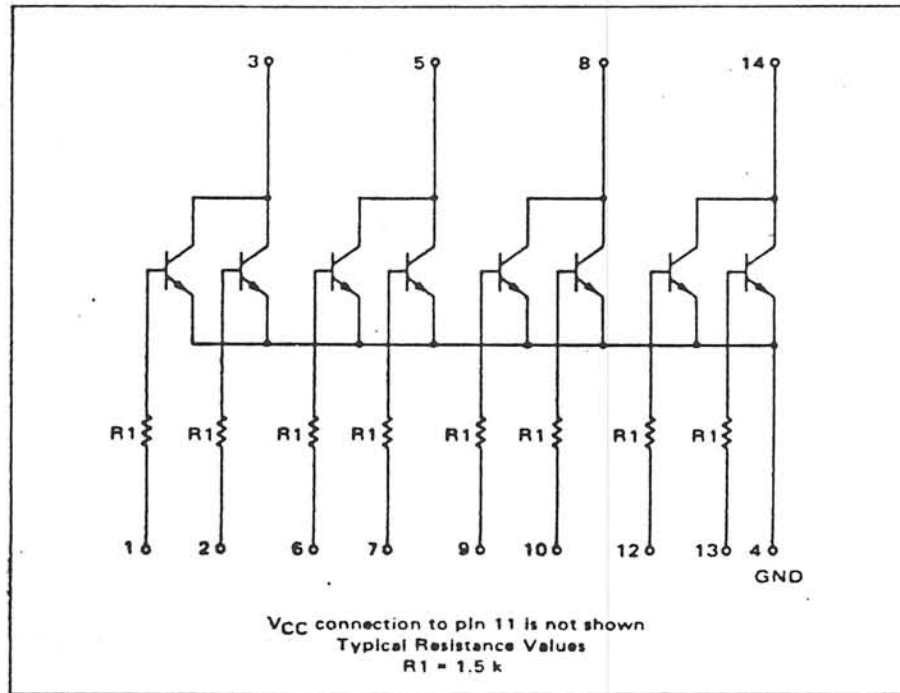 3 5 8 14
R1 R1 R1 R1 R1 R1 R1 R1
1 2 6 7 9 10 12 13 4
GND
VCC connection to pin 11 is not shown
Typical Resistance Values
R1 = 1.5 k